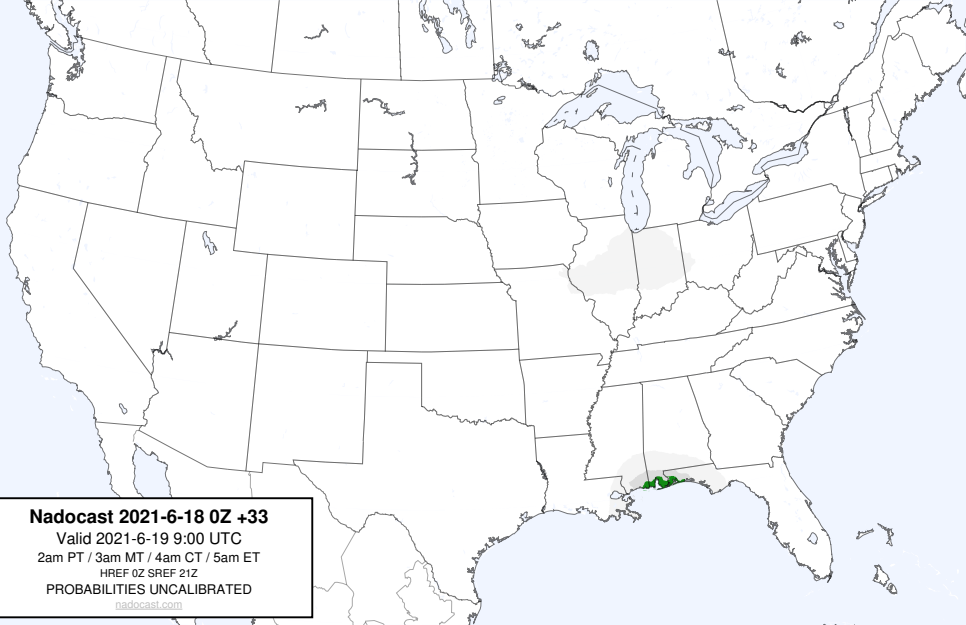 Nadocast 2021-6-18 0Z +33
Valid 2021-6-19 9:00 UTC
2am PT / 3am MT / 4am CT / 5am ET
HREF 0Z SREF 21Z
PROBABILITIES UNCALIBRATED
nadocast.com